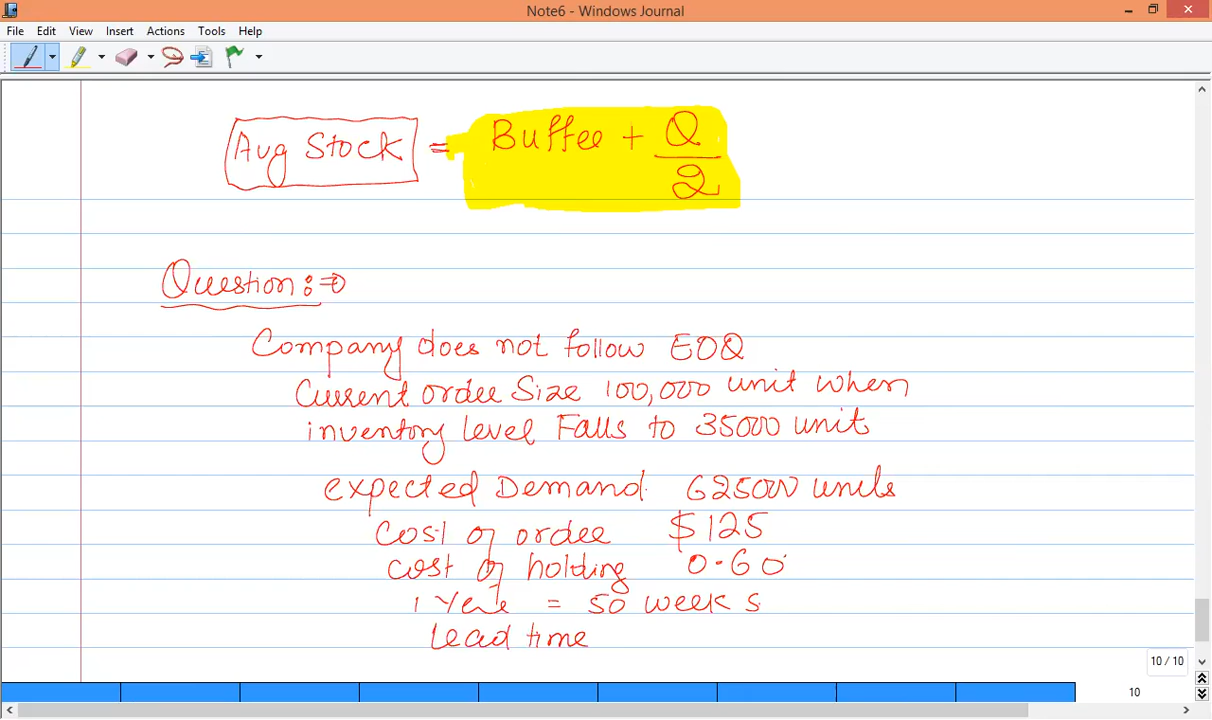 Note6 - Windows Journal
File Edit View Insert Actions Tools Help
Avg Stock = Buffer + Q/2
Question :⇒
Company does not follow EOQ
Current order Size 100,000 unit when
inventory level Falls to 35000 unit
expected Demand 625000 units
Cost of order $125
cost of holding 0.60
1 Year = 50 weeks
Lead time
10 / 10
10